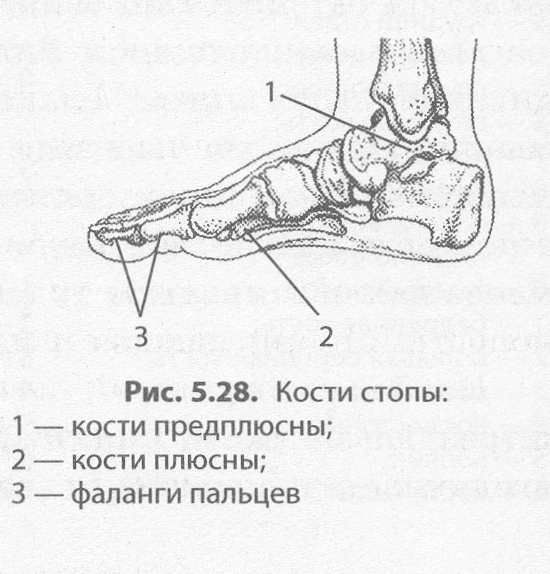 1
3
2
Рис. 5.28. Кости стопы:
1 — кости предплюсны;
2 — кости плюсны;
3 — фаланги пальцев